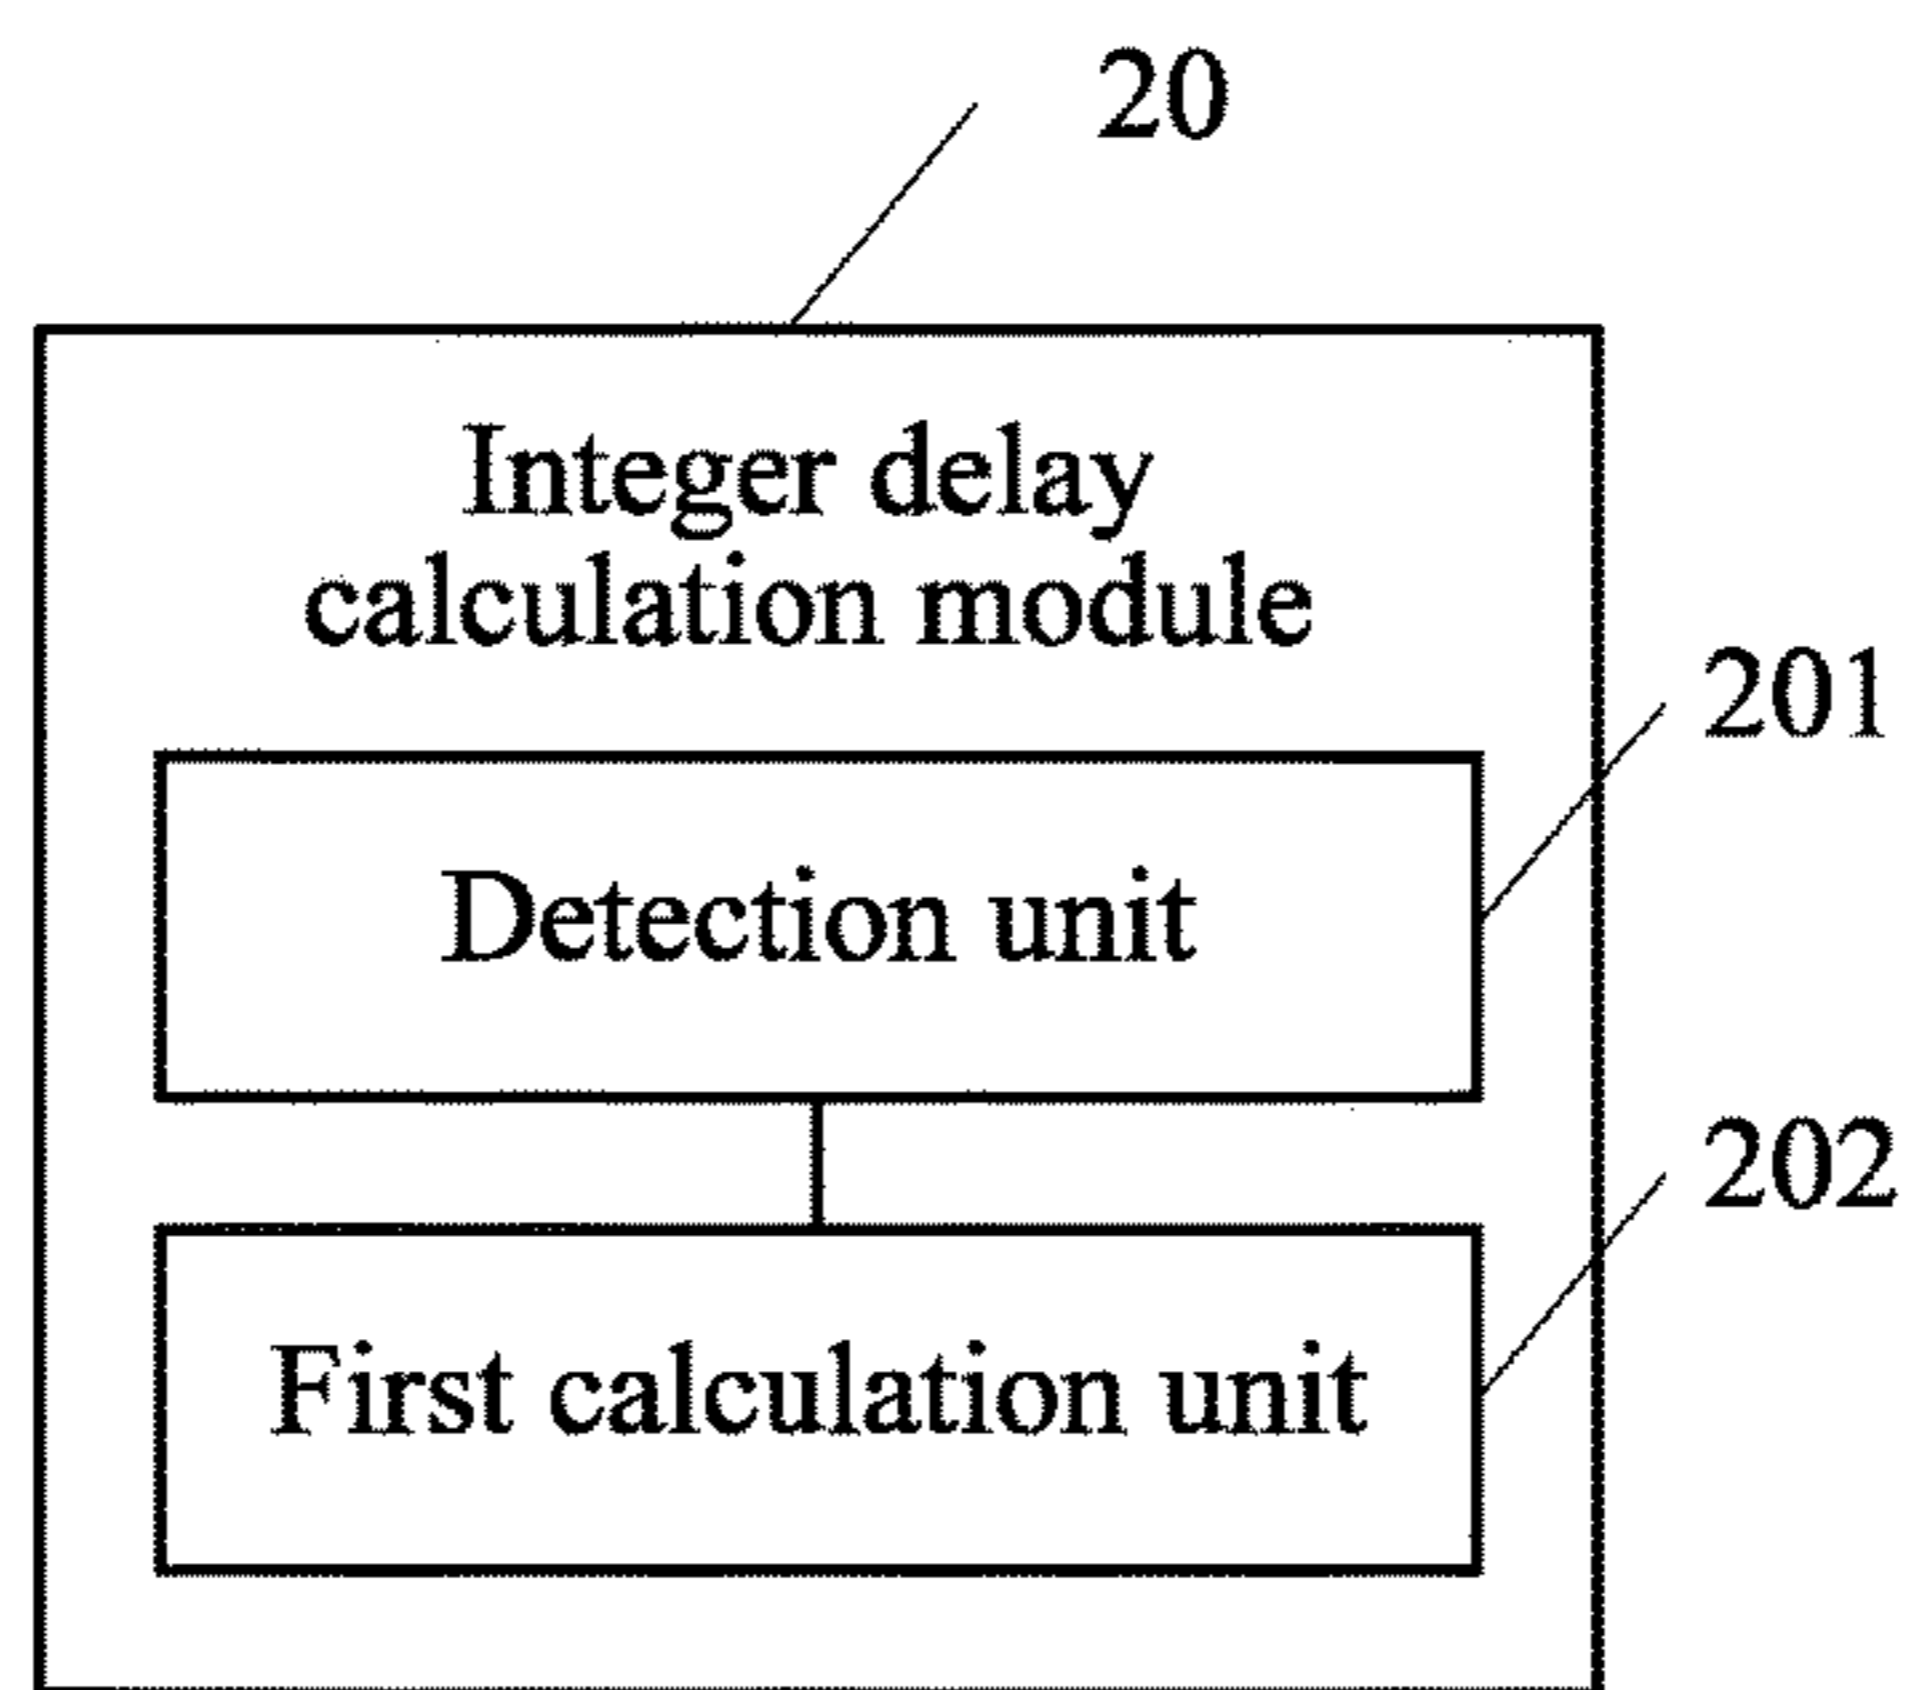 20
Integer delay
calculation module
201
Detection unit
202
First calculation unit